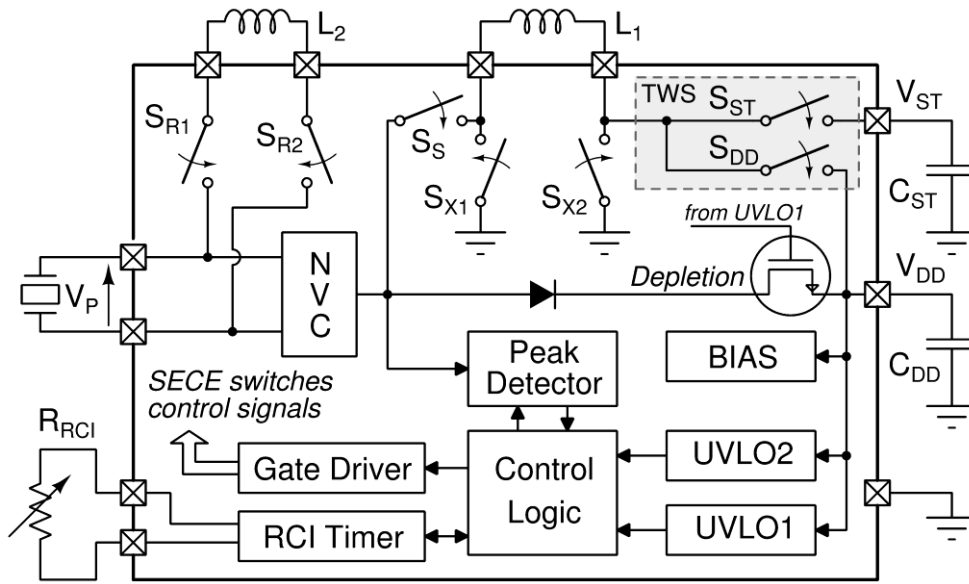 L2
L1
TWS
SST
VST
SR1
SR2
SS
SDD
SX1
SX2
CST
from UVLO1
NVC
VP
Depletion
VDD
Peak
Detector
BIAS
CDD
SECE switches
control signals
RRCI
Gate Driver
Control
Logic
UVLO2
RCI Timer
UVLO1